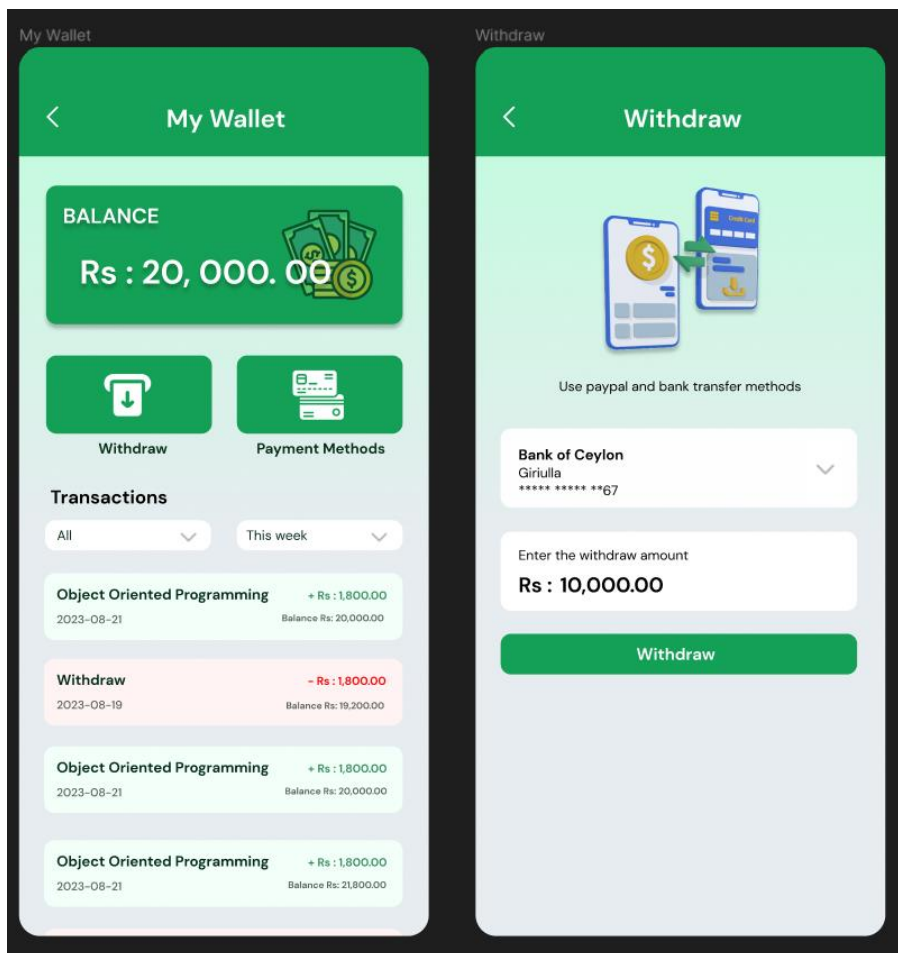 My Wallet
My Wallet
BALANCE
Rs : 20, 000. 00
Withdraw
Payment Methods
Transactions
All
This week
Object Oriented Programming
+ Rs : 1,800.00
2023-08-21
Balance Rs: 20,000.00
Withdraw
- Rs : 1,800.00
2023-08-19
Balance Rs: 19,200.00
Object Oriented Programming
+ Rs : 1,800.00
2023-08-21
Balance Rs: 20,000.00
Object Oriented Programming
+ Rs : 1,800.00
2023-08-21
Balance Rs: 21,800.00
Withdraw
Withdraw
Credit Card
Use paypal and bank transfer methods
Bank of Ceylon
Giriulla
***** ***** **67
Enter the withdraw amount
Rs : 10,000.00
Withdraw